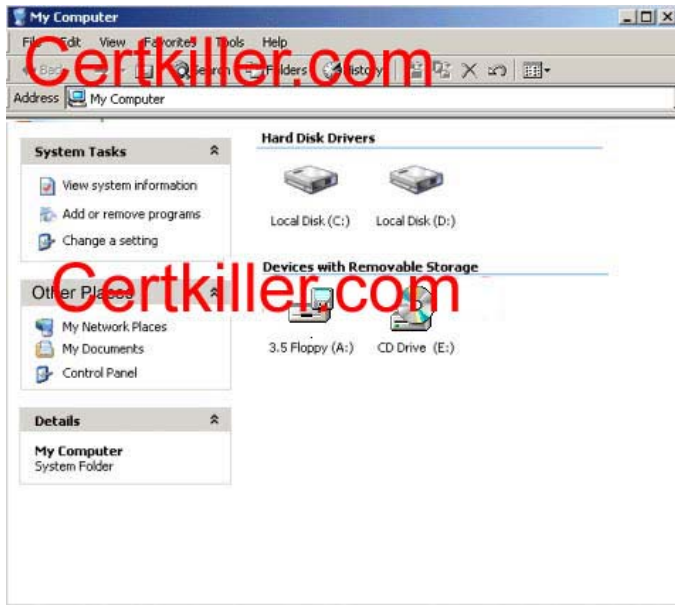 My Computer
File Edit View Favorites Tools Help
Certkiller.com
Back Search Folders History
Address My Computer
Hard Disk Drivers
System Tasks
View system information
Add or remove programs
Change a setting
Local Disk (C:) Local Disk (D:)
Devices with Removable Storage
Certkiller.com
Other Places
My Network Places
My Documents
Control Panel
3.5 Floppy (A:) CD Drive (E:)
Details
My Computer
System Folder